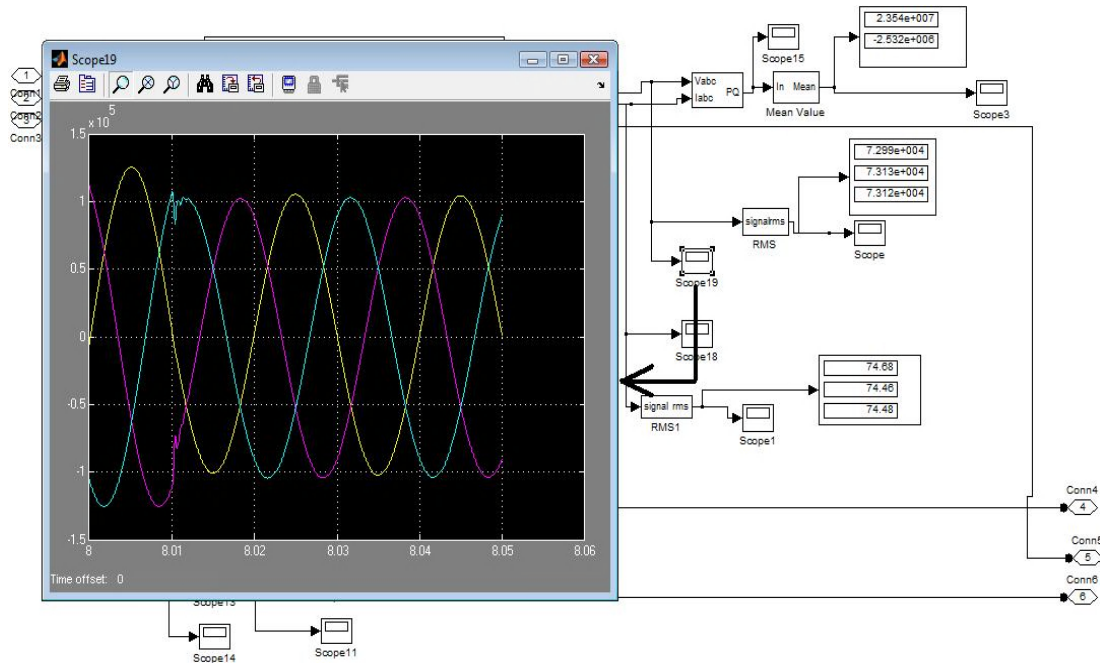 Scope19
x10^5
1.5
1
0.5
0
-0.5
-1
-1.5
8
8.01
8.02
8.03
8.04
8.05
8.06
Time offset: 0
1
Conn1
2
Conn2
3
Conn3
Vabc
Iabc
PQ
Scope15
In Mean
Mean Value
2.354e+007
-2.532e+006
Scope3
7.299e+004
7.313e+004
7.312e+004
signalrms
RMS
Scope
Scope19
Scope18
signal rms
RMS1
Scope1
74.68
74.46
74.48
Conn4
4
Conn5
5
Conn6
6
Scope13
Scope14
Scope11